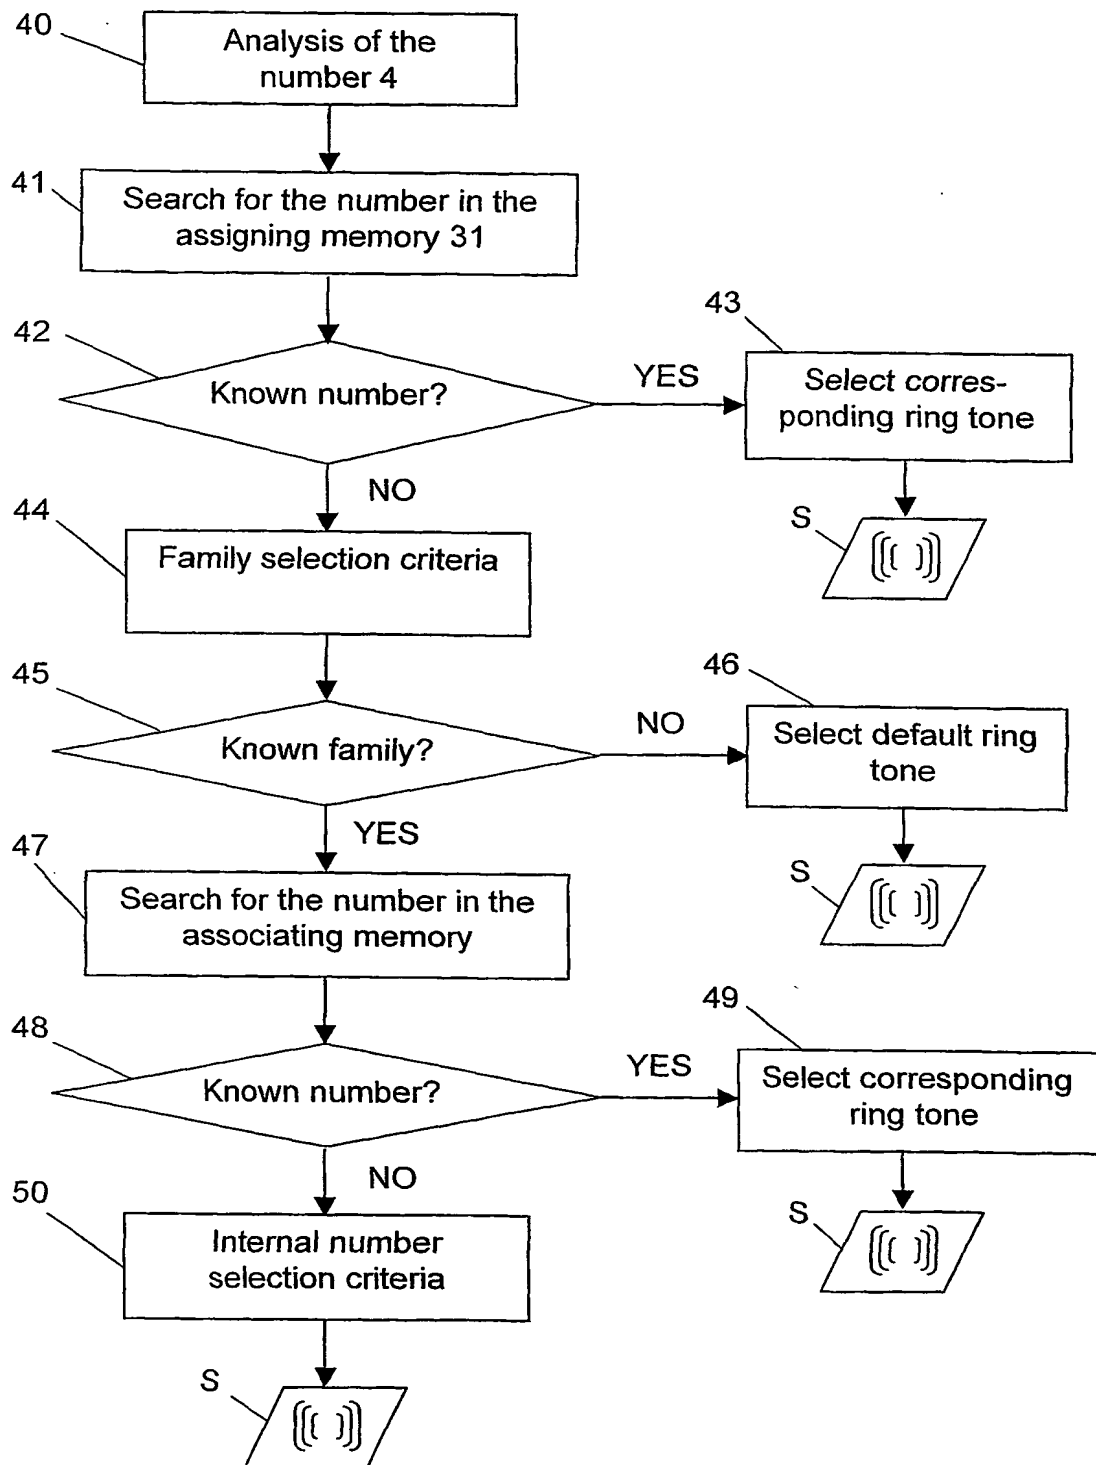 40
Analysis of the
number 4
41
Search for the number in the
assigning memory 31
42
Known number?
YES
43
Select corres-
ponding ring tone
S
NO
44
Family selection criteria
45
Known family?
NO
46
Select default ring
tone
S
YES
47
Search for the number in the
associating memory
48
Known number?
YES
49
Select corresponding
ring tone
S
NO
50
Internal number
selection criteria
S